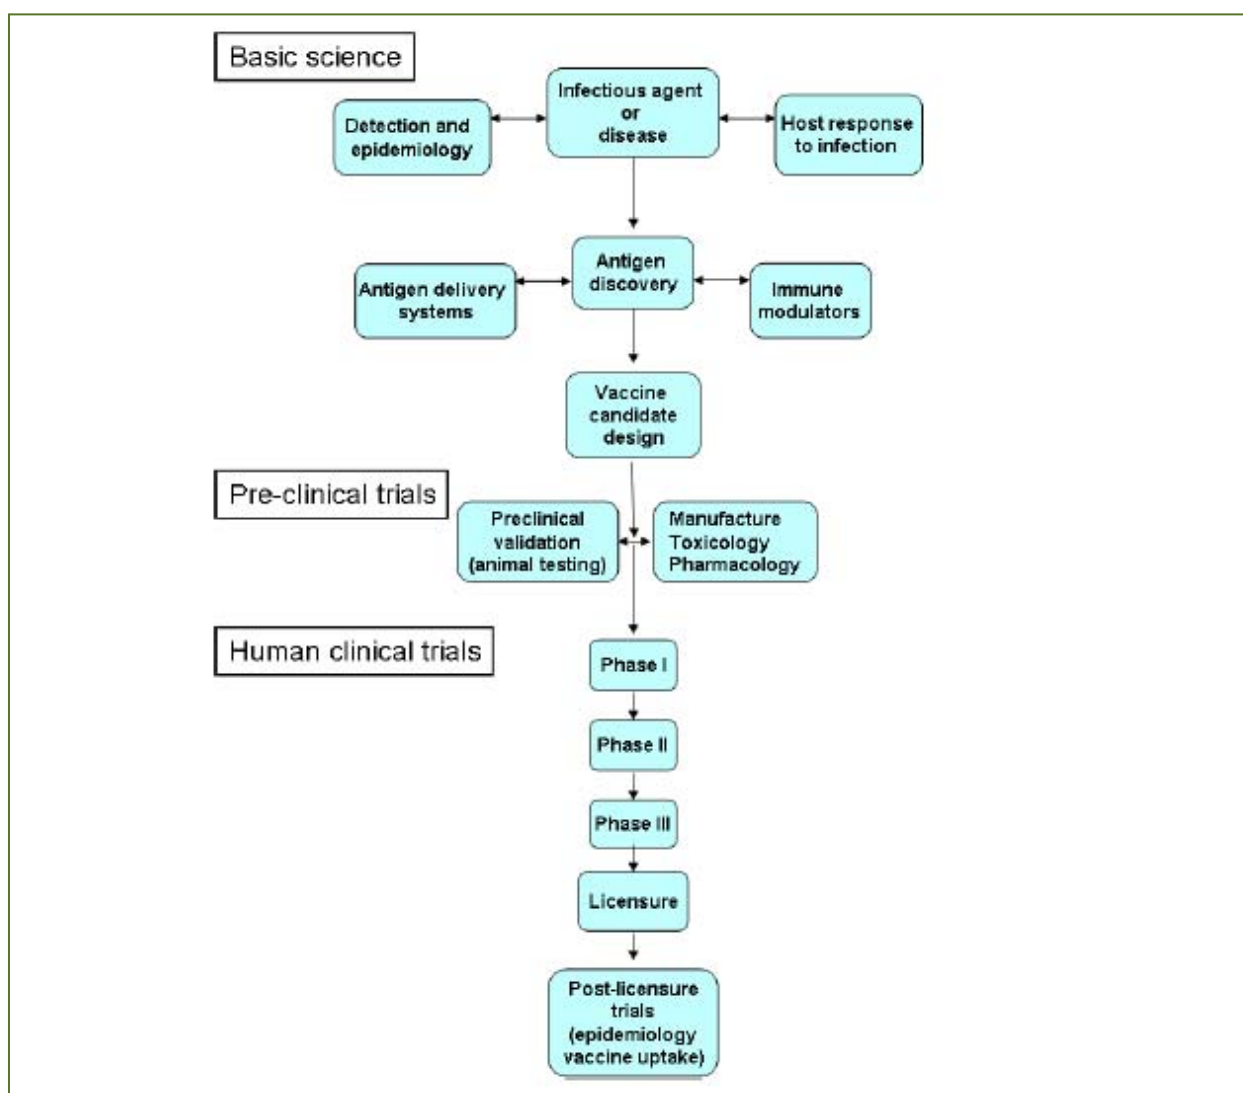 Basic science
Infectious agent
or
disease
Detection and
epidemiology
Host response
to infection
Antigen
discovery
Antigen delivery
systems
Immune
modulators
Vaccine
candidate
design
Pre-clinical trials
Preclinical
validation
(animal testing)
Manufacture
Toxicology
Pharmacology
Human clinical trials
Phase I
Phase II
Phase III
Licensure
Post-licensure
trials
(epidemiology
vaccine uptake)